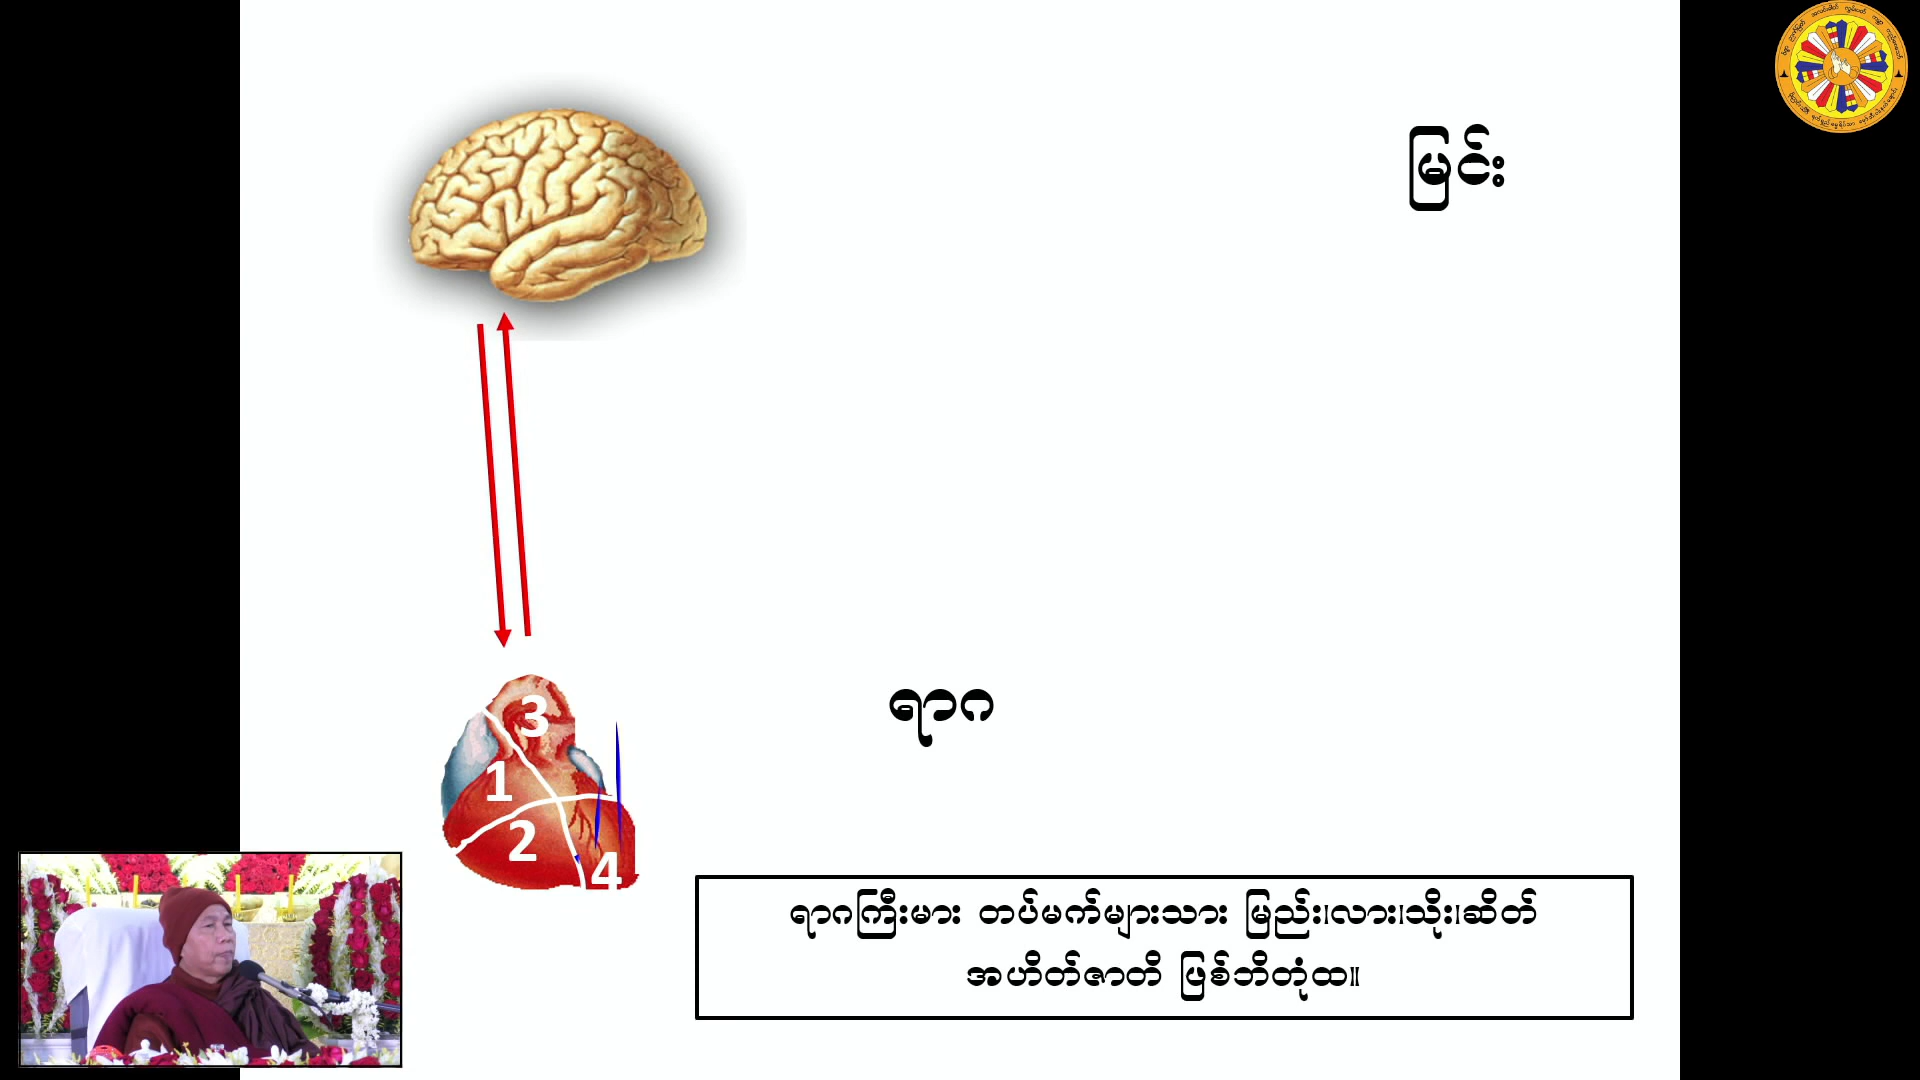 မြင်း
ရာဂ
3
1
2
4
ရာဂကြီးမား တပ်မက်များသား မြည်း၊လား၊သိုး၊ဆိတ်
အဟိတ်ဇာတိ ဖြစ်ဘိတုံထ။